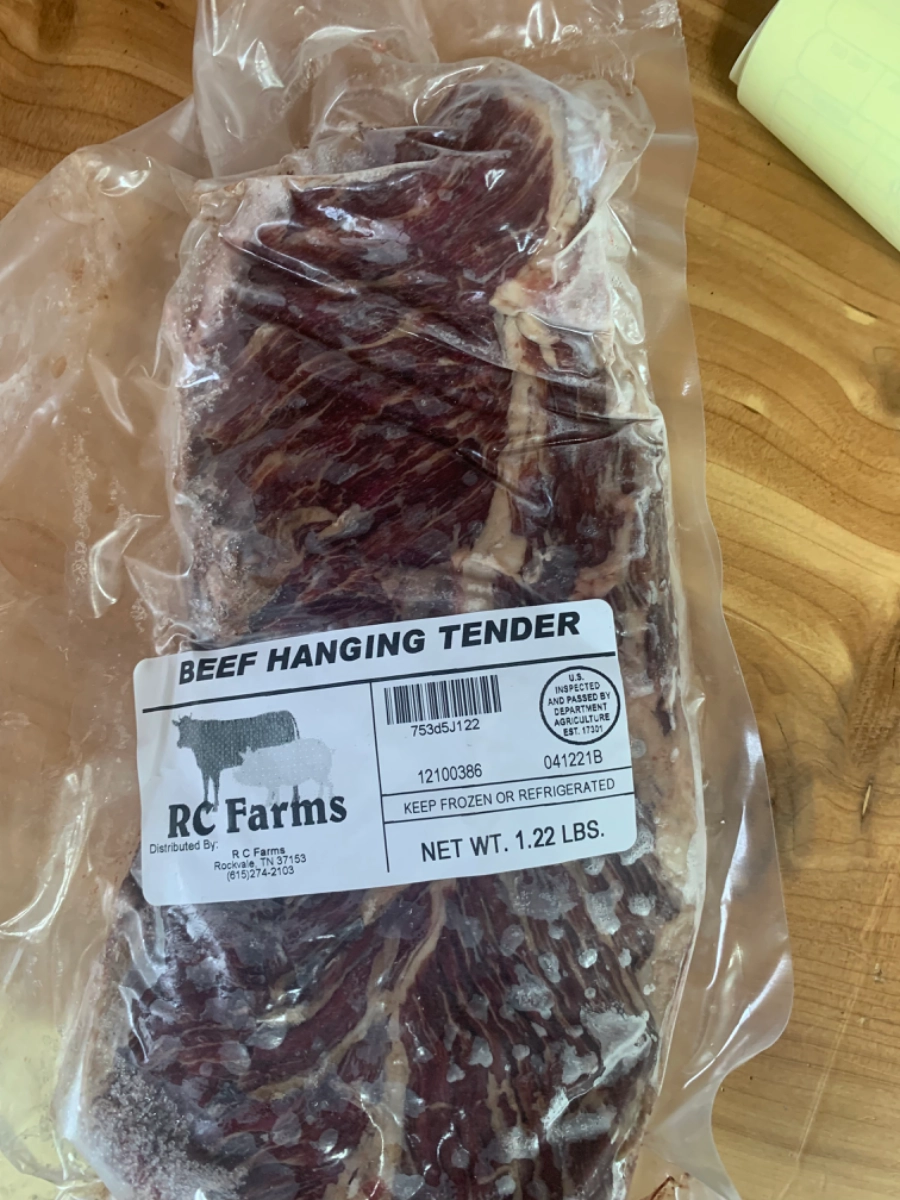 BEEF HANGING TENDER
753d5J122
U.S.
INSPECTED
AND PASSED BY
DEPARTMENT
AGRICULTURE
EST. 17301
12100386
041221B
KEEP FROZEN OR REFRIGERATED
NET WT. 1.22 LBS.
RC Farms
Distributed By:
R C Farms
Rockvale, TN 37153
(615)274-2103